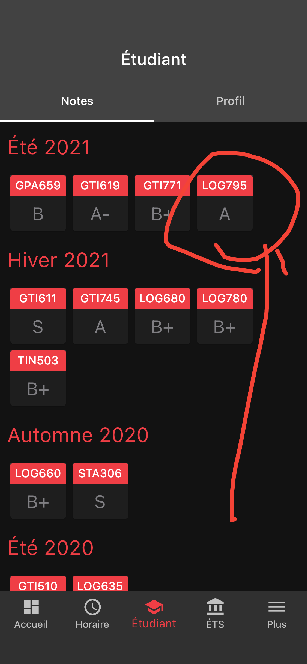 Étudiant
Notes Profil
Été 2021
GPA659 GTI619 GTI771 LOG795
B A- B+ A
Hiver 2021
GTI611 GTI745 LOG680 LOG780
S A B+ B+
TIN503
B+
Automne 2020
LOG660 STA306
B+ S
Été 2020
GTI510 LOG635
Accueil Horaire Étudiant ÉTS Plus